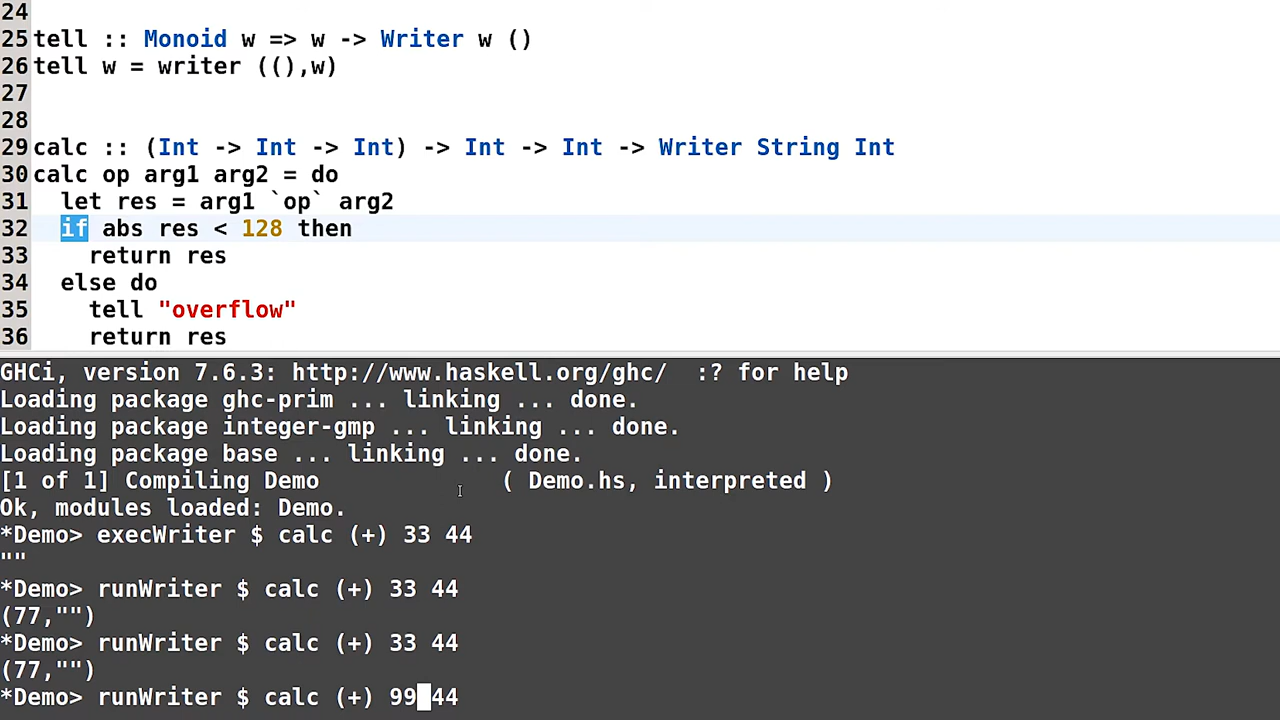 24
25 tell :: Monoid w => w -> Writer w ()
26 tell w = writer ((),w)
27
28
29 calc :: (Int -> Int -> Int) -> Int -> Int -> Writer String Int
30 calc op arg1 arg2 = do
31   let res = arg1 `op` arg2
32   if abs res < 128 then
33     return res
34   else do
35     tell "overflow"
36     return res
GHCi, version 7.6.3: http://www.haskell.org/ghc/  :? for help
Loading package ghc-prim ... linking ... done.
Loading package integer-gmp ... linking ... done.
Loading package base ... linking ... done.
[1 of 1] Compiling Demo             ( Demo.hs, interpreted )
Ok, modules loaded: Demo.
*Demo> execWriter $ calc (+) 33 44
""
*Demo> runWriter $ calc (+) 33 44
(77,"")
*Demo> runWriter $ calc (+) 33 44
(77,"")
*Demo> runWriter $ calc (+) 99 44